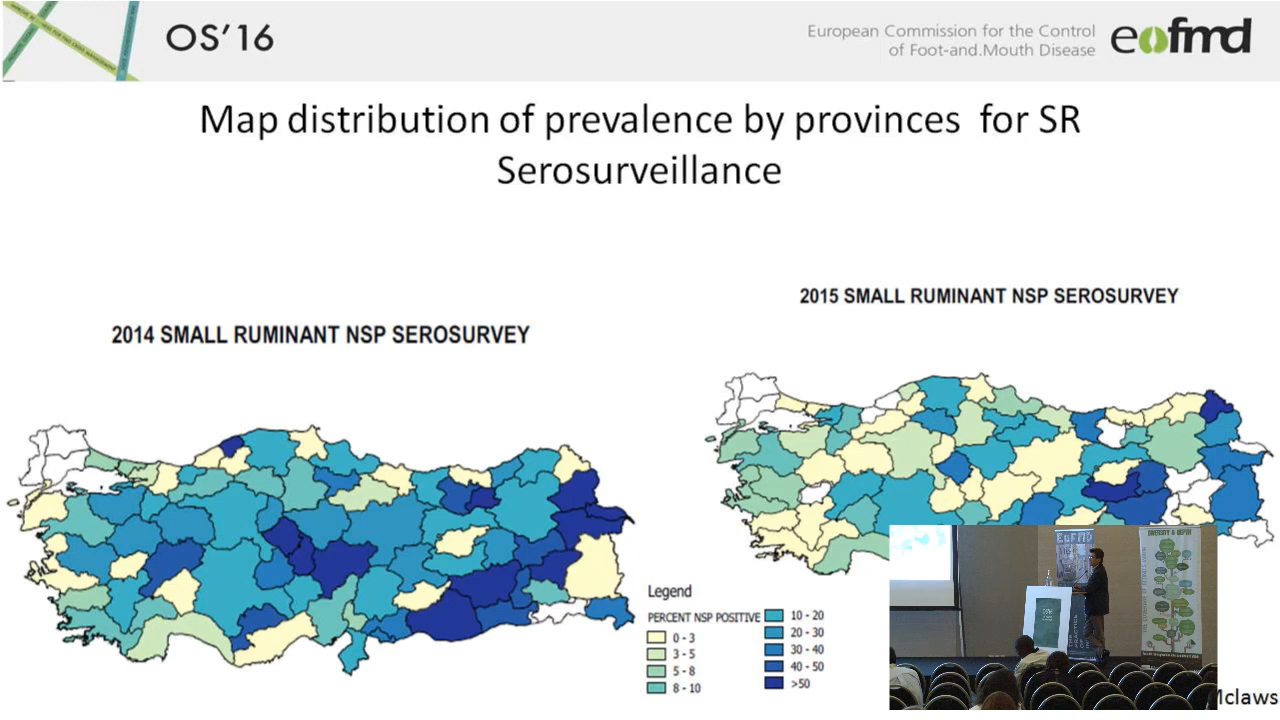 OS'16
European Commission for the Control
of Foot-and.Mouth Disease
eofmd
Map distribution of prevalence by provinces for SR
Serosurveillance
2014 SMALL RUMINANT NSP SEROSURVEY
2015 SMALL RUMINANT NSP SEROSURVEY
Legend
PERCENT NSP POSITIVE
0 - 3
3 - 5
5 - 8
8 - 10
10 - 20
20 - 30
30 - 40
40 - 50
>50
EuFMD
Mclaws